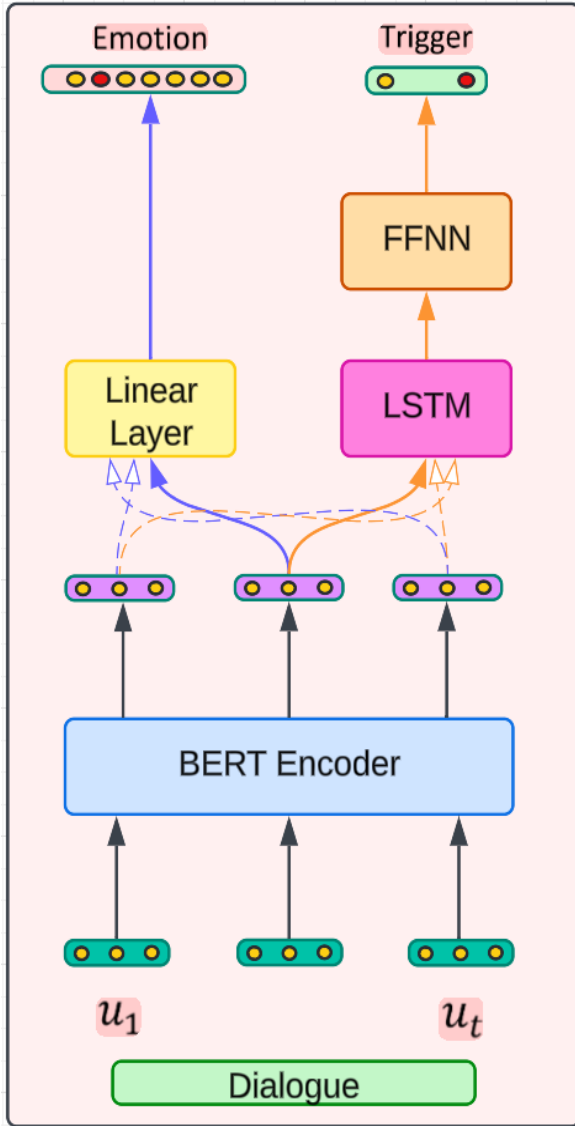 Emotion
Trigger
FFNN
Linear
Layer
LSTM
BERT Encoder
u1
ut
Dialogue